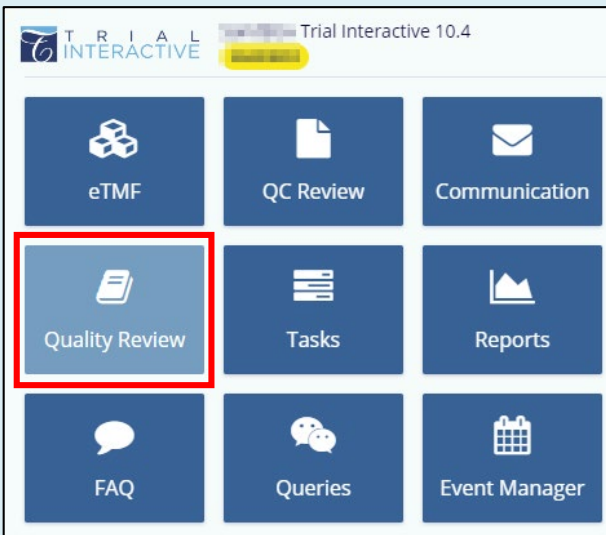 TRIAL
INTERACTIVE
Trial Interactive 10.4
eTMF
QC Review
Communication
Quality Review
Tasks
Reports
FAQ
Queries
Event Manager